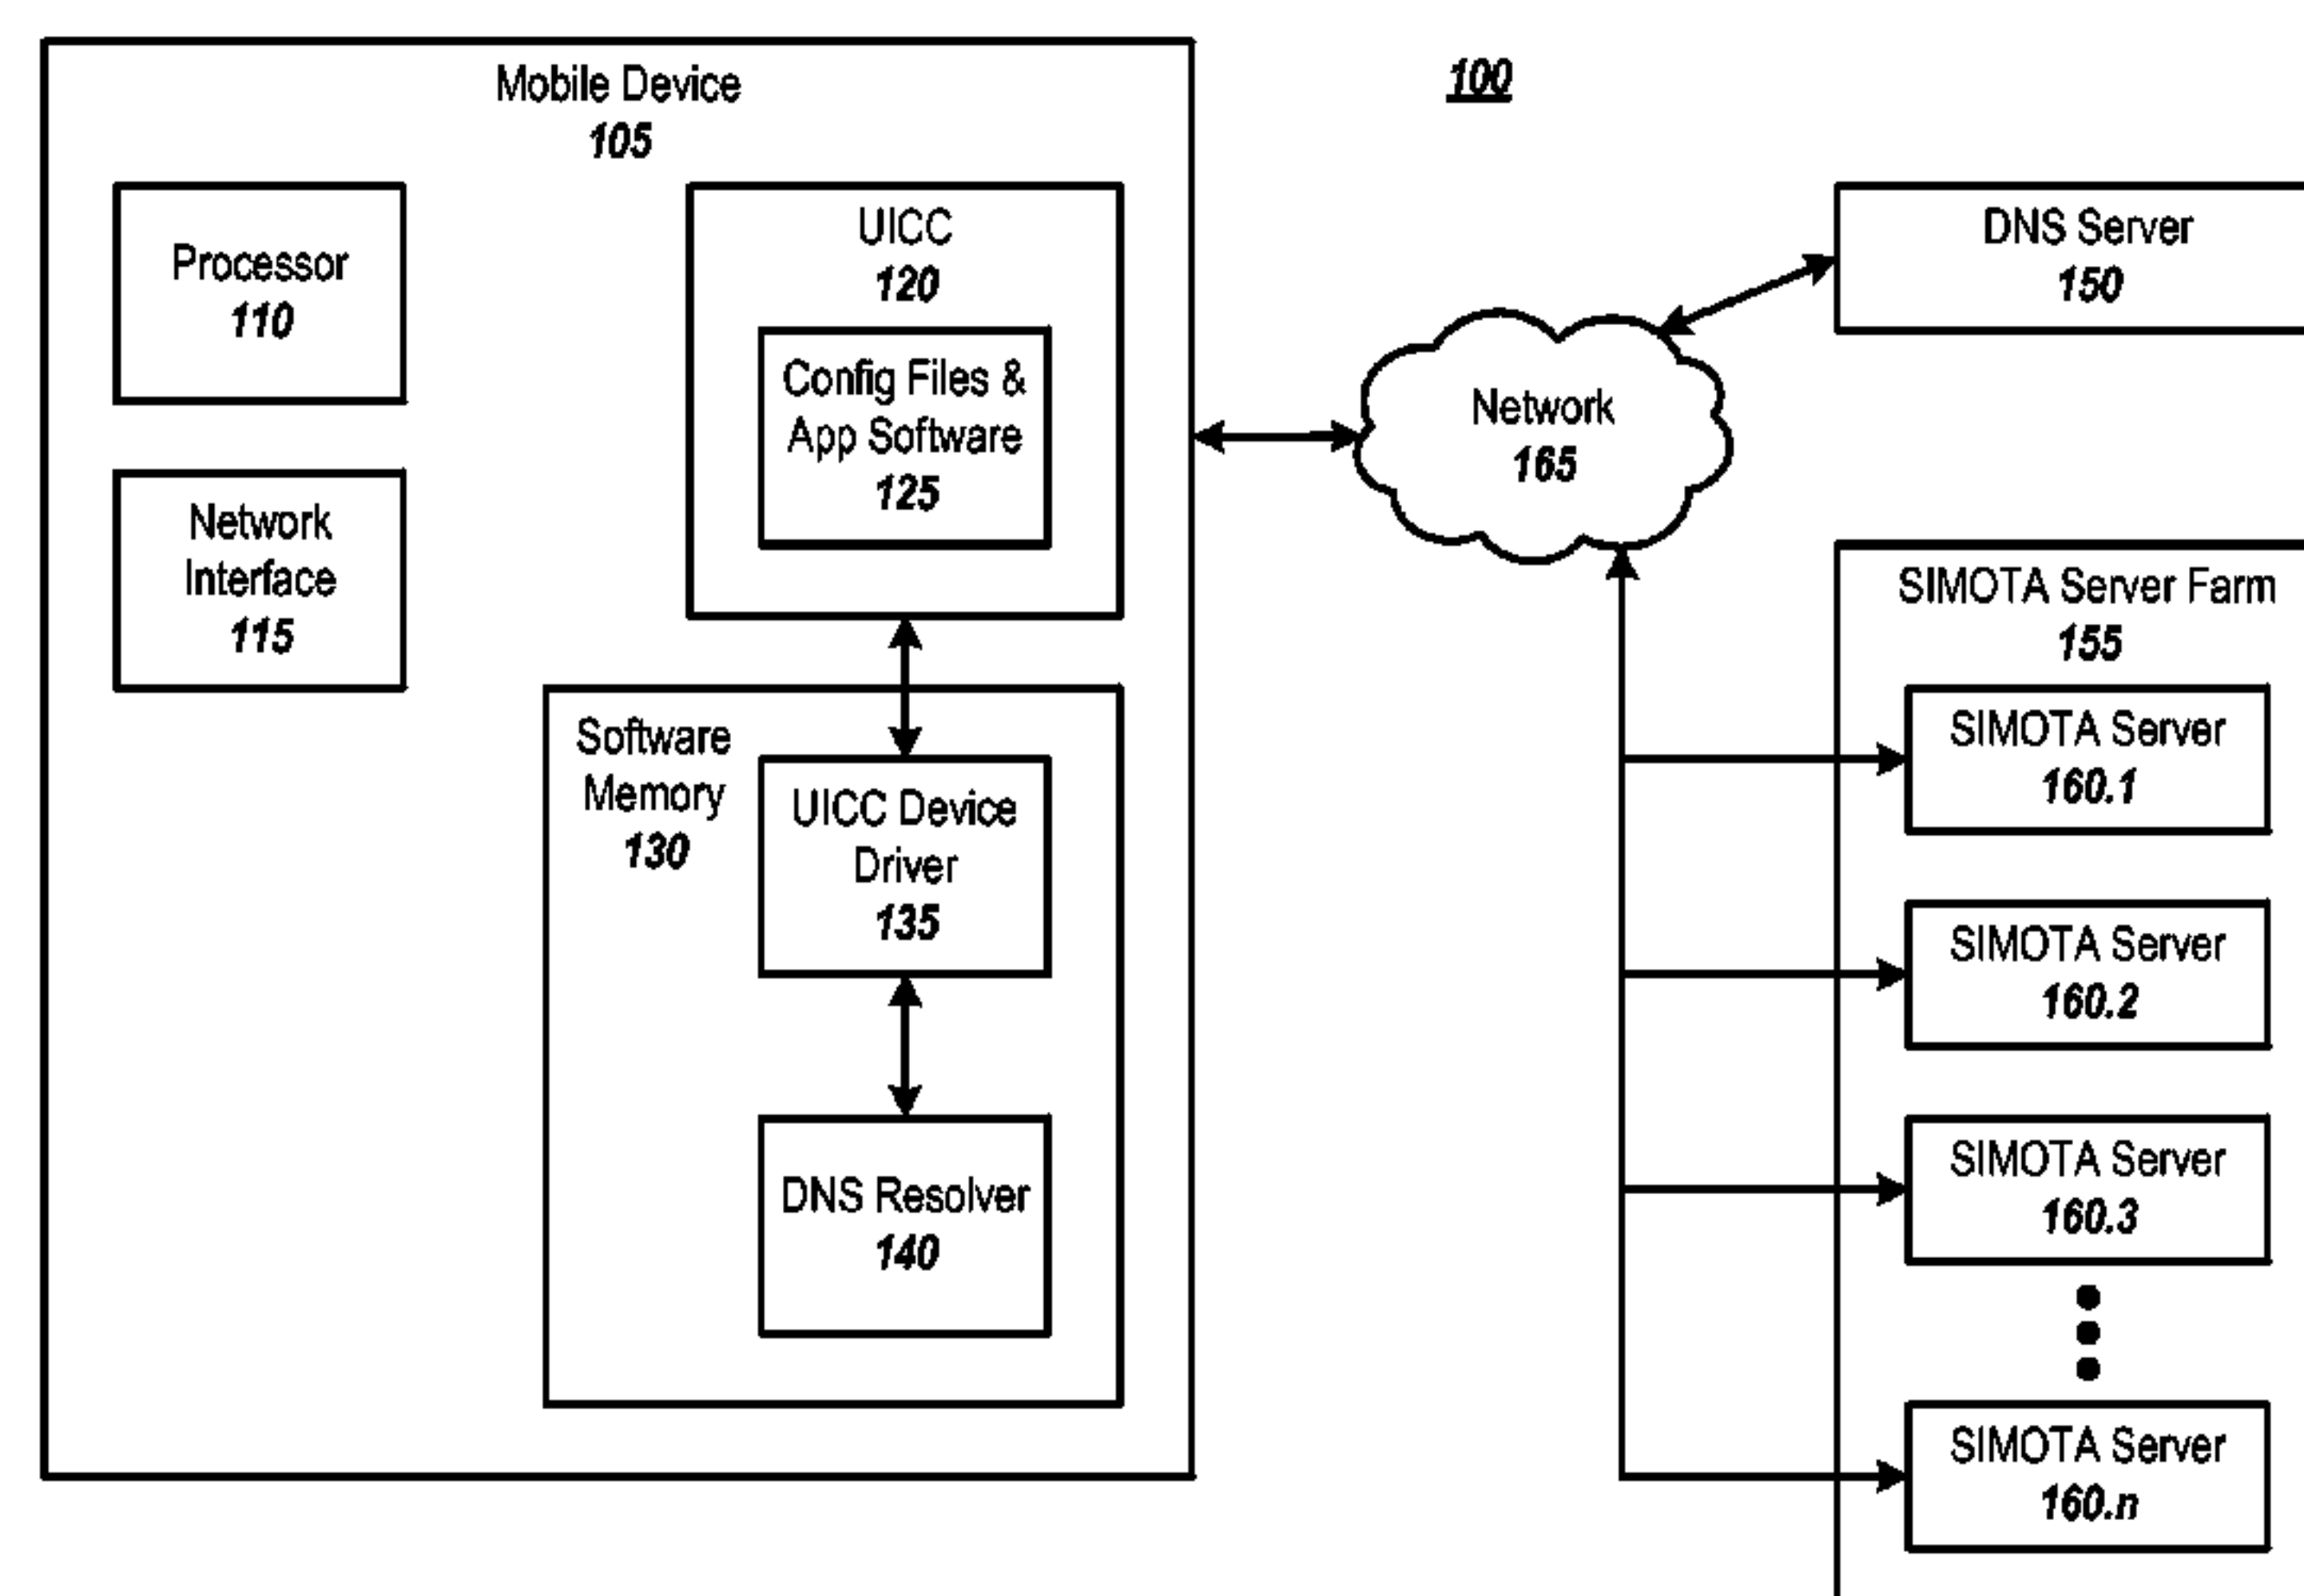 Mobile Device
105
Processor
110
Network
Interface
115
UICC
120
Config Files &
App Software
125
Software
Memory
130
UICC Device
Driver
135
DNS Resolver
140
100
Network
165
DNS Server
150
SIMOTA Server Farm
155
SIMOTA Server
160.1
SIMOTA Server
160.2
SIMOTA Server
160.3
SIMOTA Server
160.n